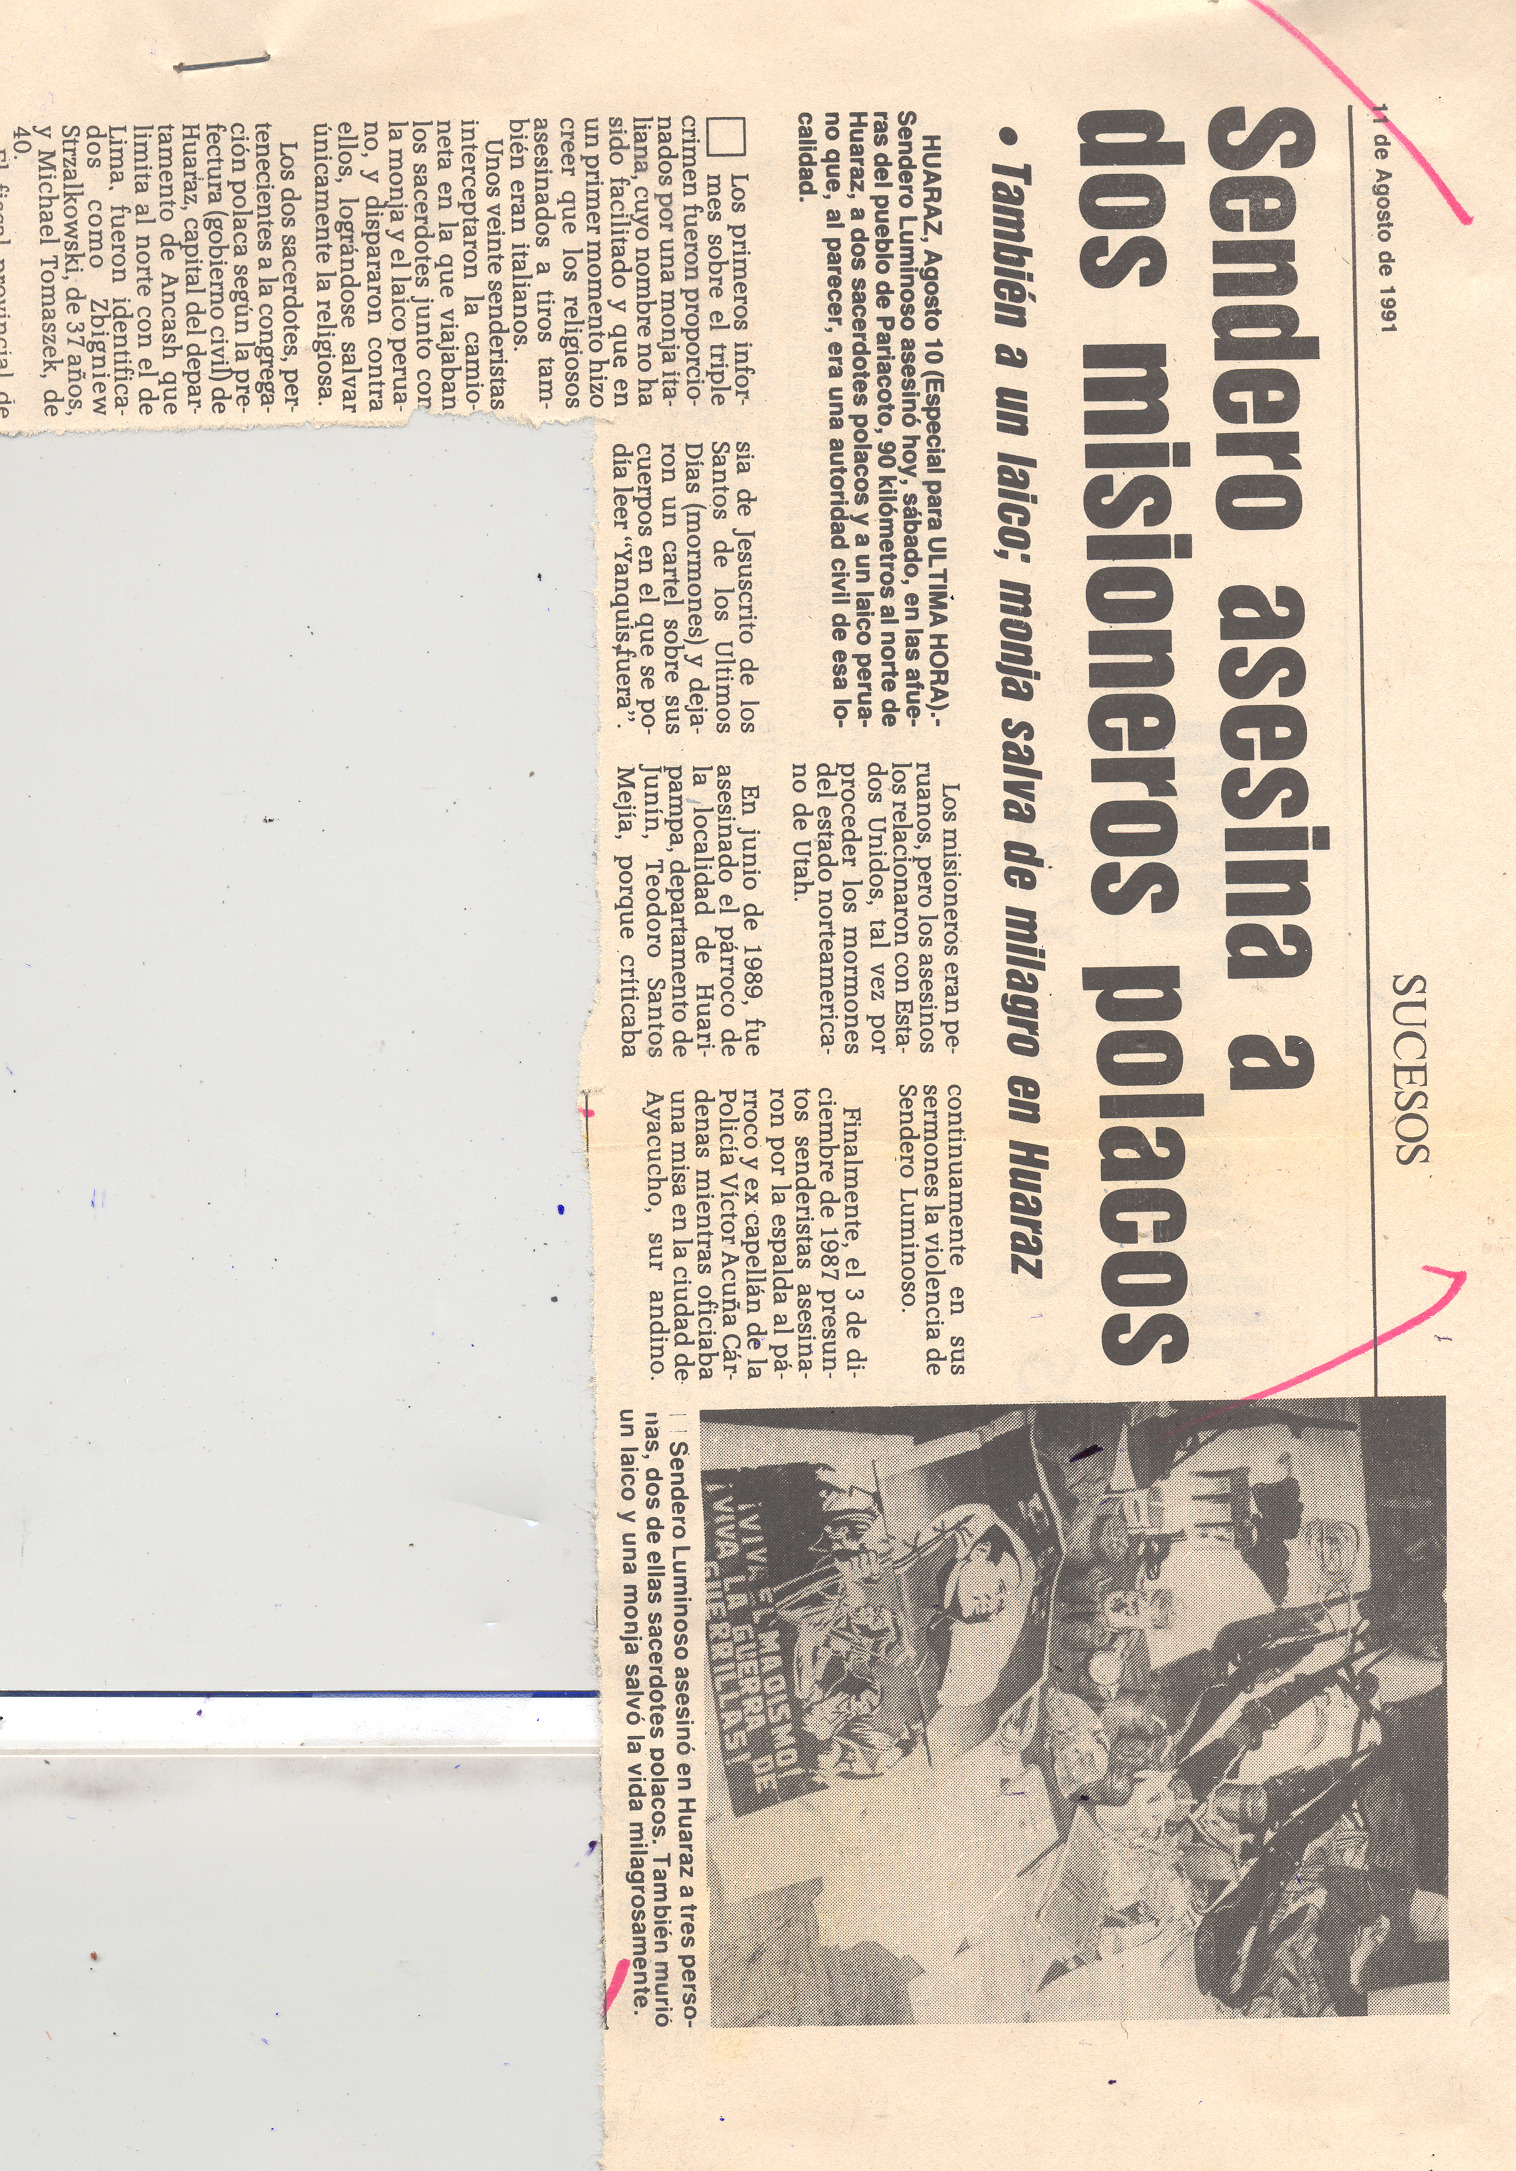 11 de Agosto de 1991
SUCESOS
Sendero asesina a
dos misioneros polacos
• También a un laico; monja salva de milagro en Huaraz
HUARAZ, Agosto 10 (Especial para ULTIMA HORA).-
Sendero Luminoso asesinó hoy, sábado, en las afue-
ras del pueblo de Pariacoto, 90 kilómetros al norte de
Huaraz, a dos sacerdotes polacos y a un laico perua-
no que, al parecer, era una autoridad civil de esa lo-
calidad.
Los primeros infor-
mes sobre el triple
crimen fueron proporcio-
nados por una monja ita-
liana, cuyo nombre no ha
sido facilitado y que en
un primer momento hizo
creer que los religiosos
asesinados a tiros tam-
bién eran italianos.
Unos veinte senderistas
interceptaron la camio-
neta en la que viajaban
los sacerdotes junto con
la monja y el laico perua-
no, y dispararon contra
ellos, lográndose salvar
únicamente la religiosa.
Los dos sacerdotes, per-
tenecientes a la congrega-
ción polaca según la pre-
fectura (gobierno civil) de
Huaraz, capital del depar-
tamento de Ancash que
limita al norte con el de
Lima, fueron identifica-
dos como Zbigniew
Strzalkowski, de 37 años,
y Michael Tomaszek, de
40.
El fiscal provincial de
sia de Jesuscrito de los
Santos de los Ultimos
Días (mormones) y deja-
ron un cartel sobre sus
cuerpos en el que se po-
día leer “Yanquis,fuera”.
Los misioneros eran pe-
ruanos, pero los asesinos
los relacionaron con Esta-
dos Unidos, tal vez por
proceder los mormones
del estado norteamerica-
no de Utah.
En junio de 1989, fue
asesinado el párroco de
la localidad de Huari-
pampa, departamento de
Junín, Teodoro Santos
Mejía, porque criticaba
continuamente en sus
sermones la violencia de
Sendero Luminoso.
Finalmente, el 3 de di-
ciembre de 1987 presun-
tos senderistas asesina-
ron por la espalda al pá-
rroco y ex capellán de la
Policía Víctor Acuña Cár-
denas mientras oficiaba
una misa en la ciudad de
Ayacucho, sur andino.
¡VIVA EL MAOISMO!
¡VIVA LA GUERRA DE
GUERRILLAS!
Sendero Luminoso asesinó en Huaraz a tres perso-
nas, dos de ellas sacerdotes polacos. También murió
un laico y una monja salvó la vida milagrosamente.